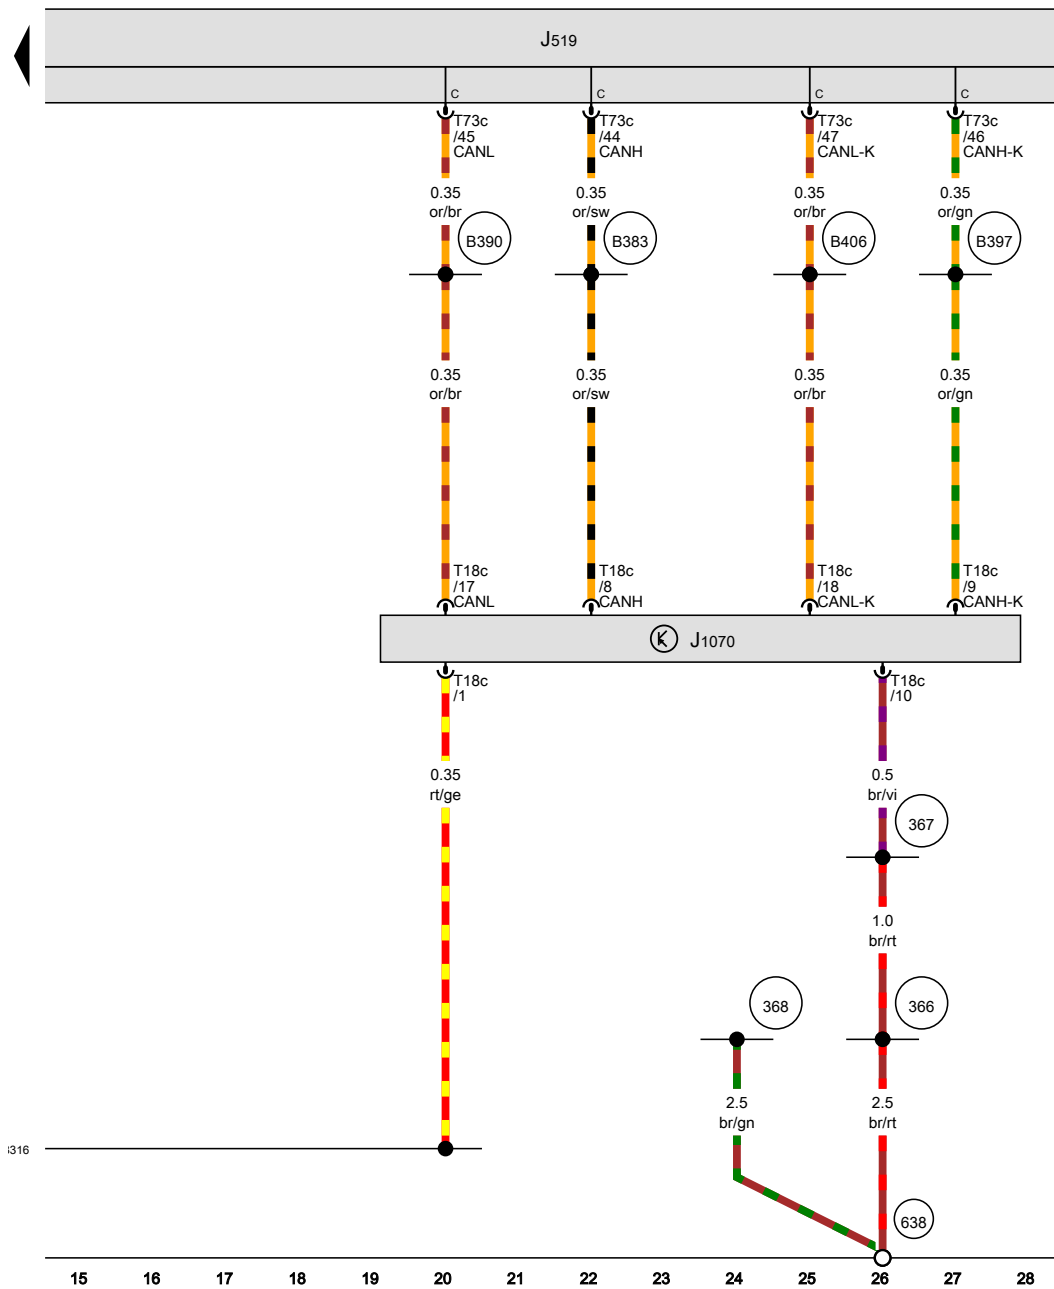 J519
C C C C
T73c T73c T73c T73c
/45 /44 /47 /46
CANL CANH CANL-K CANH-K
0.35 0.35 0.35 0.35
or/br or/sw or/br or/gn
B390 B383 B406 B397
0.35 0.35 0.35 0.35
or/br or/sw or/br or/gn
T18c T18c T18c T18c
/17 /8 /18 /9
CANL CANH CANL-K CANH-K
J1070
T18c T18c
/1 /10
0.35 0.5
rt/ge br/vi
367
1.0
br/rt
368 366
2.5 2.5
br/gn br/rt
316
638
15 16 17 18 19 20 21 22 23 24 25 26 27 28